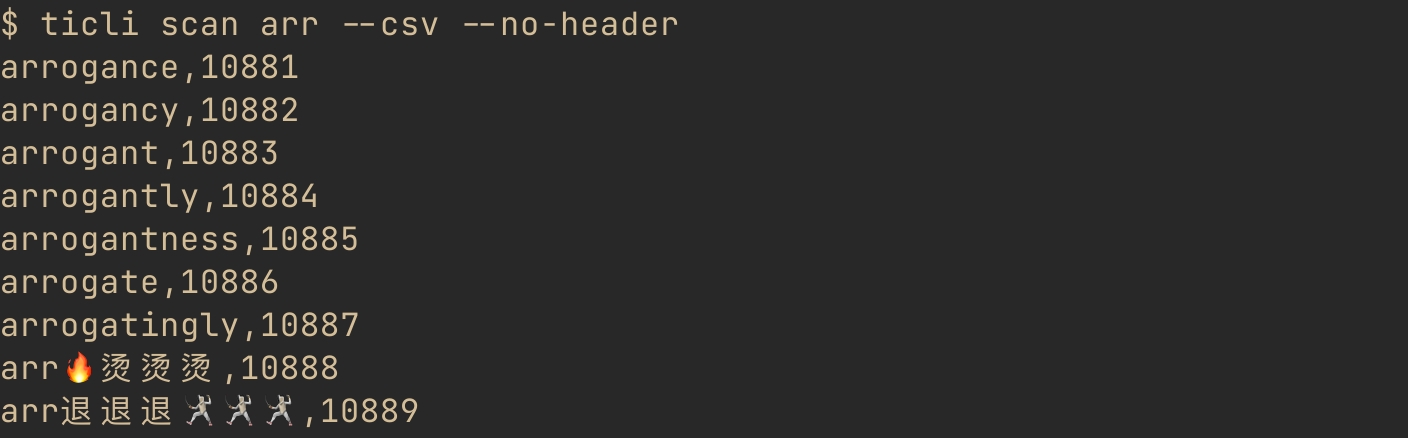 $ ticli scan arr --csv --no-header
arrogance,10881
arrogancy,10882
arrogant,10883
arrogantly,10884
arrogantness,10885
arrogate,10886
arrogatingly,10887
arr🔥烫烫烫,10888
arr退退退🤺🤺🤺,10889